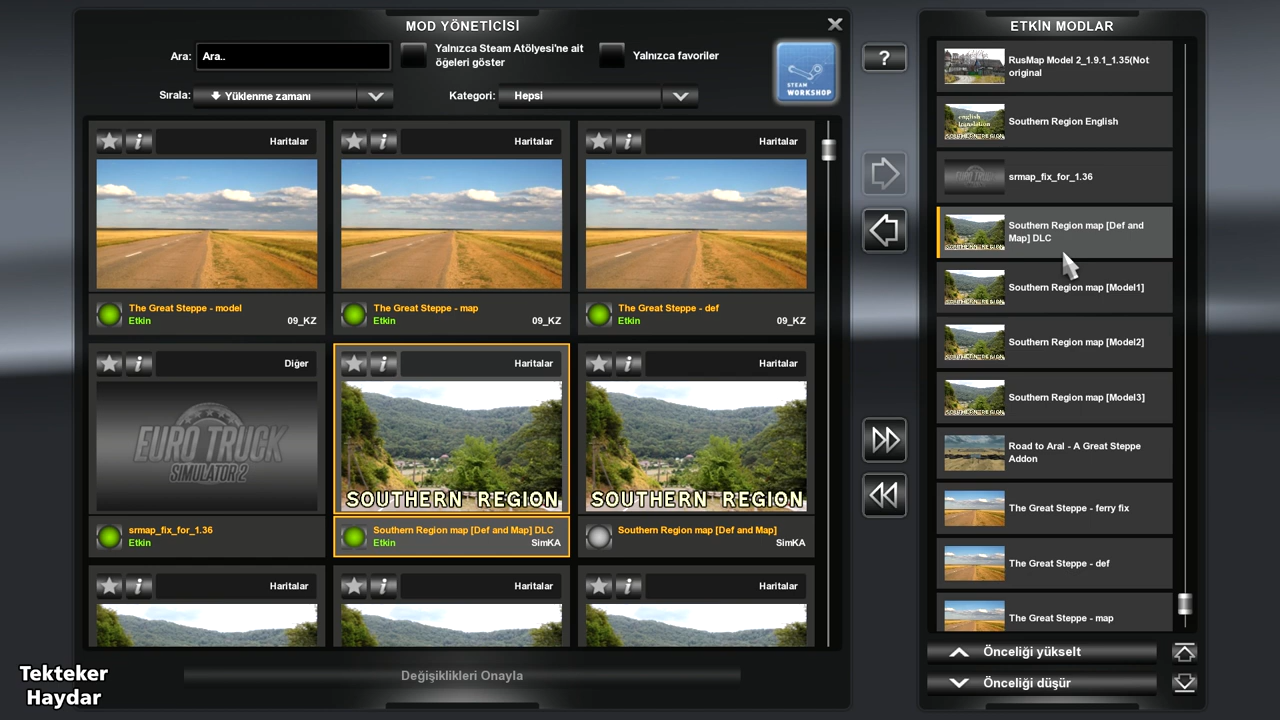 MOD YÖNETİCİSİ
Ara:
Ara..
Yalnızca Steam Atölyesi'ne ait
öğeleri göster
Yalnızca favoriler
STEAM
WORKSHOP
Sırala:
Yüklenme zamanı
Kategori:
Hepsi
Haritalar
Haritalar
Haritalar
The Great Steppe - model
Etkin
09_KZ
The Great Steppe - map
Etkin
09_KZ
The Great Steppe - def
Etkin
09_KZ
Diğer
Haritalar
Haritalar
EURO TRUCK
SIMULATOR 2
SOUTHERN REGION
SOUTHERN REGION
srmap_fix_for_1.36
Etkin
Southern Region map [Def and Map] DLC
Etkin
SimKA
Southern Region map [Def and Map]
SimKA
Haritalar
Haritalar
Haritalar
Değişiklikleri Onayla
Tekteker
Haydar
?
ETKİN MODLAR
RusMap Model 2_1.9.1_1.35(Not
original
english
translation
Southern Region English
srmap_fix_for_1.36
Southern Region map [Def and
Map] DLC
Southern Region map [Model1]
Southern Region map [Model2]
Southern Region map [Model3]
Road to Aral - A Great Steppe
Addon
The Great Steppe - ferry fix
The Great Steppe - def
The Great Steppe - map
Önceliği yükselt
Önceliği düşür